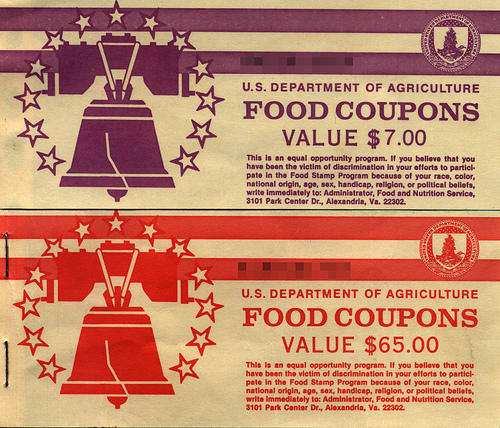 U.S. DEPARTMENT OF AGRICULTURE
FOOD COUPONS
VALUE $7.00
This is an equal opportunity program. If you believe that you
have been the victim of discrimination in your efforts to partici-
pate in the Food Stamp Program because of your race, color,
national origin, age, sex, handicap, religion, or political beliefs,
write immediately to: Administrator, Food and Nutrition Service,
3101 Park Center Dr., Alexandria, Va. 22302.
U.S. DEPARTMENT OF AGRICULTURE
FOOD COUPONS
VALUE $65.00
This is an equal opportunity program. If you believe that you
have been the victim of discrimination in your efforts to partici-
pate in the Food Stamp Program because of your race, color,
national origin, age, sex, handicap, religion, or political beliefs,
write immediately to: Administrator, Food and Nutrition Service,
3101 Park Center Dr., Alexandria, Va. 22302.